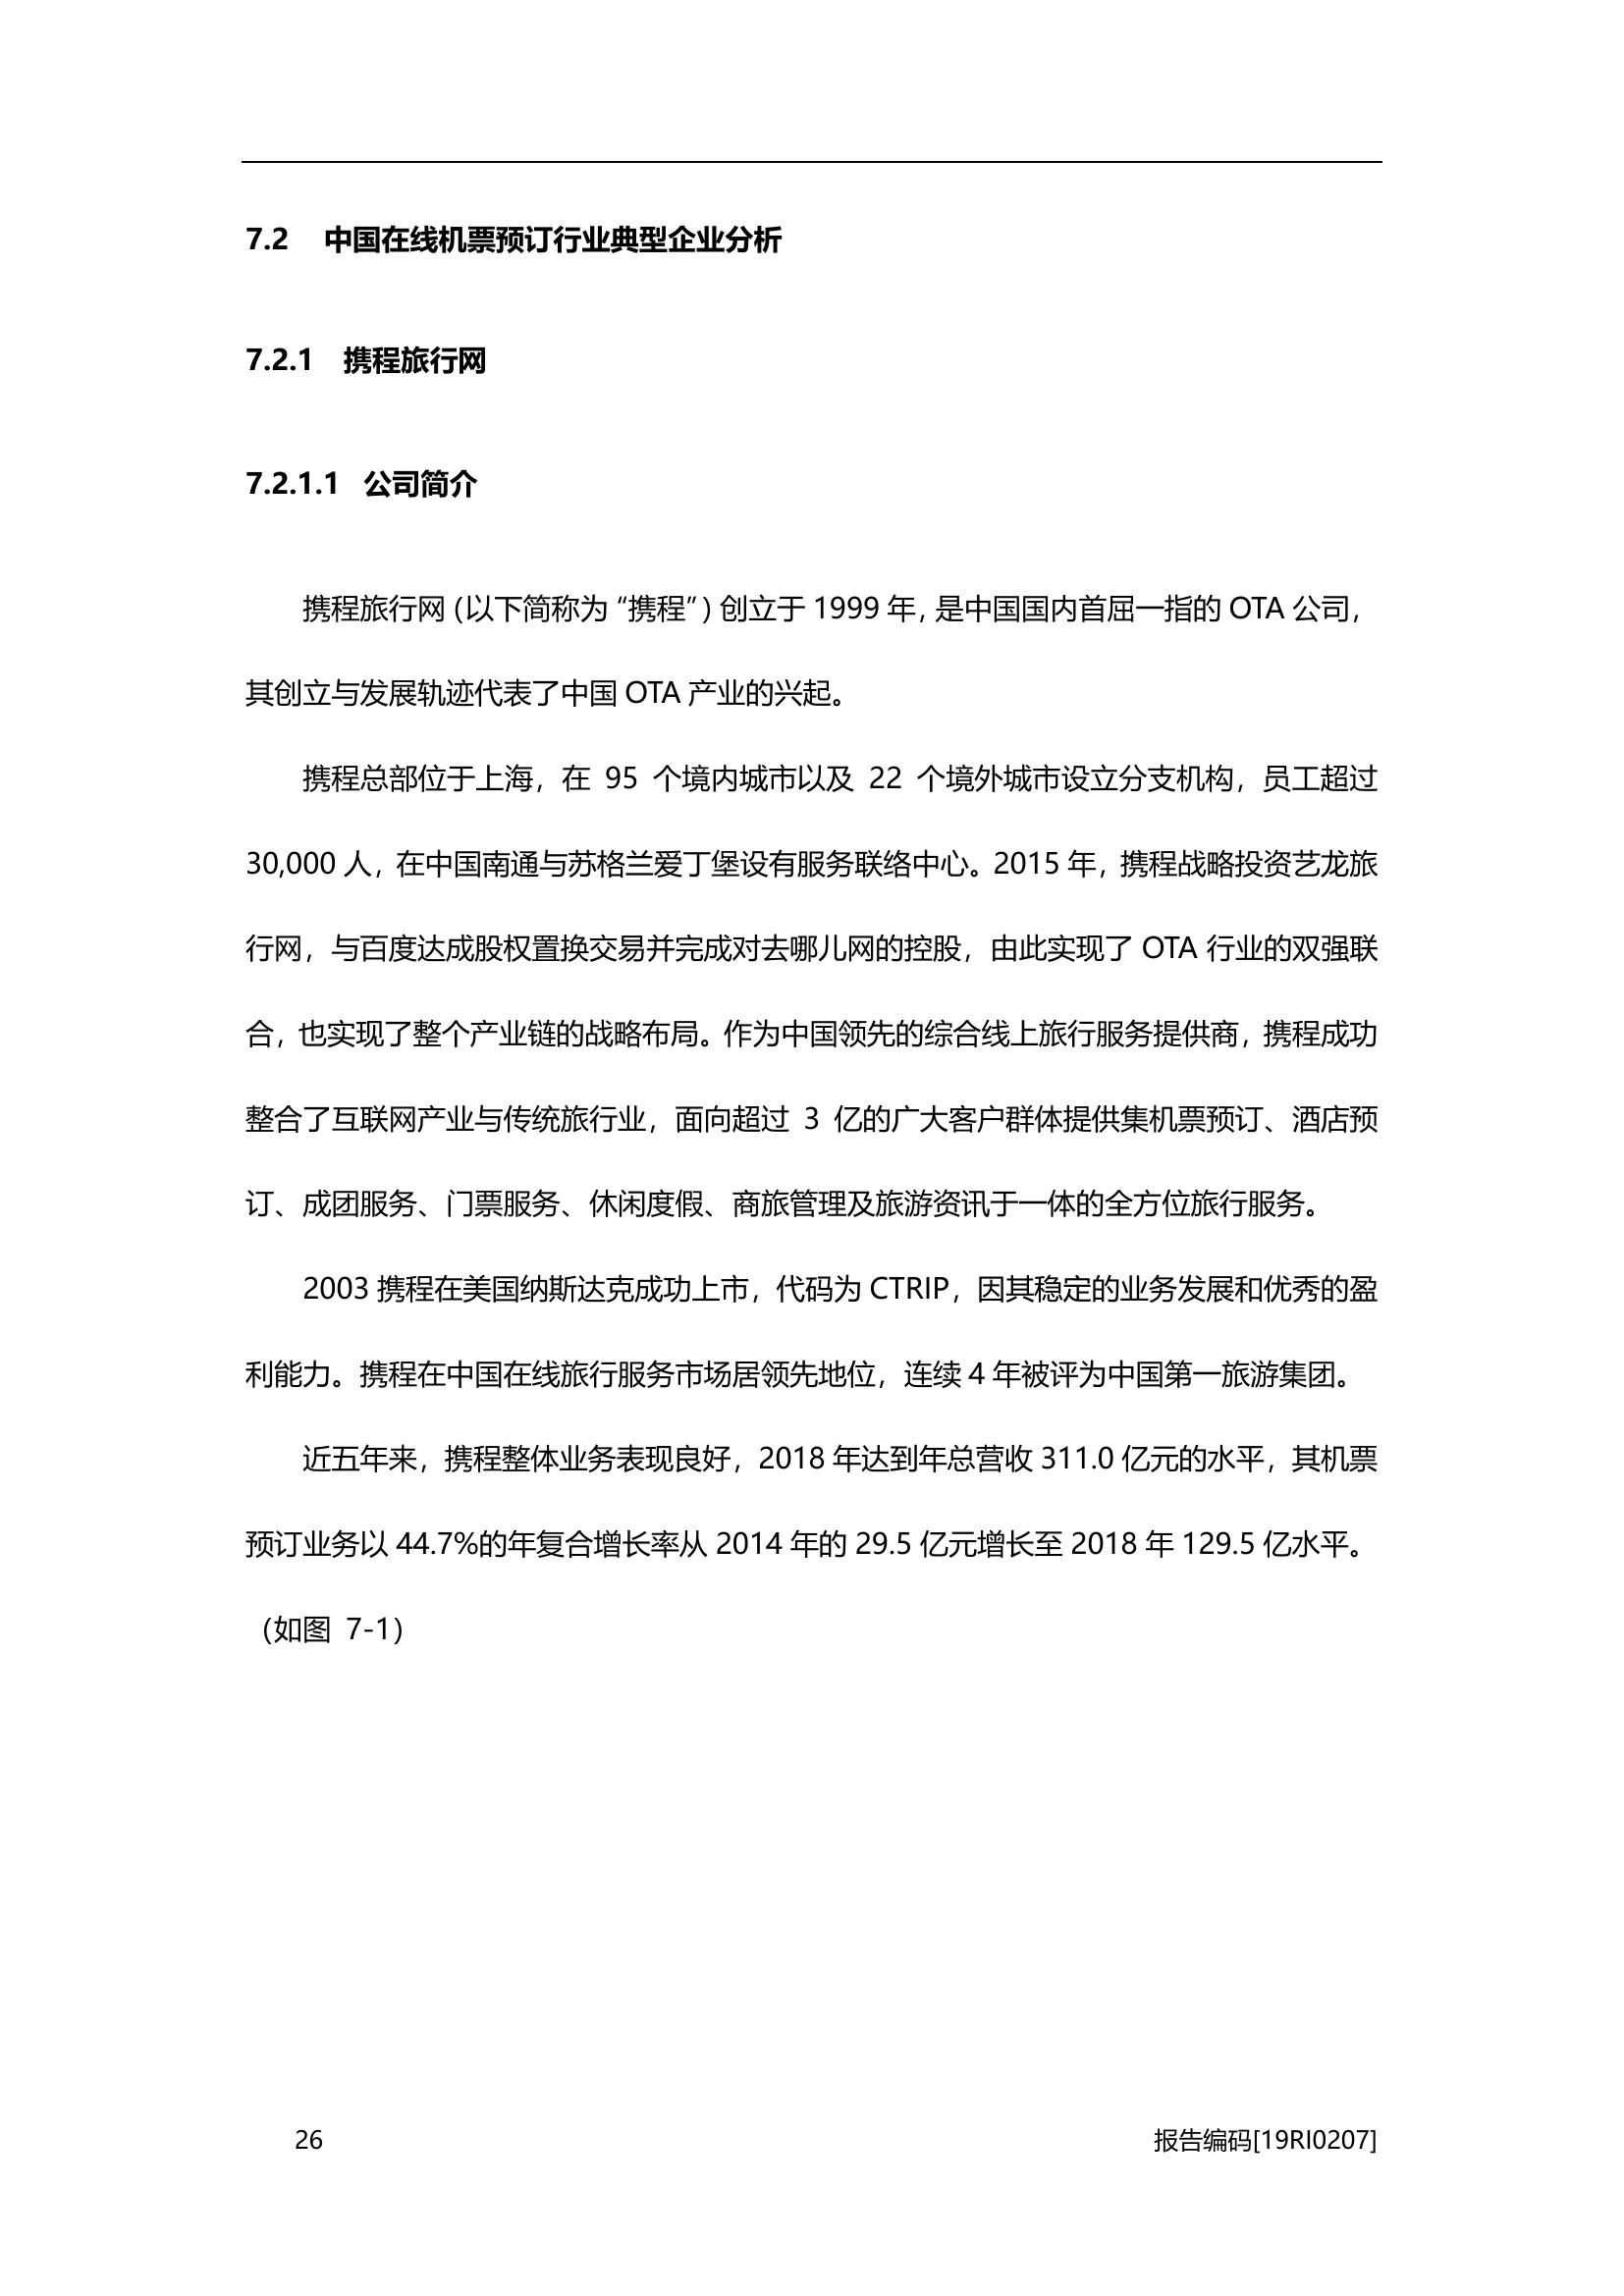 7.2 中国在线机票预订行业典型企业分析
7.2.1 携程旅行网
7.2.1.1 公司简介
携程旅行网（以下简称为“携程”）创立于 1999 年，是中国国内首屈一指的 OTA 公司，
其创立与发展轨迹代表了中国 OTA 产业的兴起。
携程总部位于上海，在 95 个境内城市以及 22 个境外城市设立分支机构，员工超过
30,000 人，在中国南通与苏格兰爱丁堡设有服务联络中心。2015 年，携程战略投资艺龙旅
行网，与百度达成股权置换交易并完成对去哪儿网的控股，由此实现了 OTA 行业的双强联
合，也实现了整个产业链的战略布局。作为中国领先的综合线上旅行服务提供商，携程成功
整合了互联网产业与传统旅行业，面向超过 3 亿的广大客户群体提供集机票预订、酒店预
订、成团服务、门票服务、休闲度假、商旅管理及旅游资讯于一体的全方位旅行服务。
2003 携程在美国纳斯达克成功上市，代码为 CTRIP，因其稳定的业务发展和优秀的盈
利能力。携程在中国在线旅行服务市场居领先地位，连续 4 年被评为中国第一旅游集团。
近五年来，携程整体业务表现良好，2018 年达到年总营收 311.0 亿元的水平，其机票
预订业务以 44.7%的年复合增长率从 2014 年的 29.5 亿元增长至 2018 年 129.5 亿水平。
（如图 7-1）
26 报告编码[19RI0207]